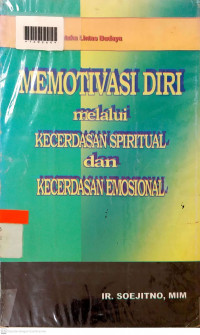 Lintas Budaya
MEMOTIVASI DIRI
melalui
KECERDASAN SPIRITUAL
dan
KECERDASAN EMOSIONAL
IR. SOEJITNO, MIM